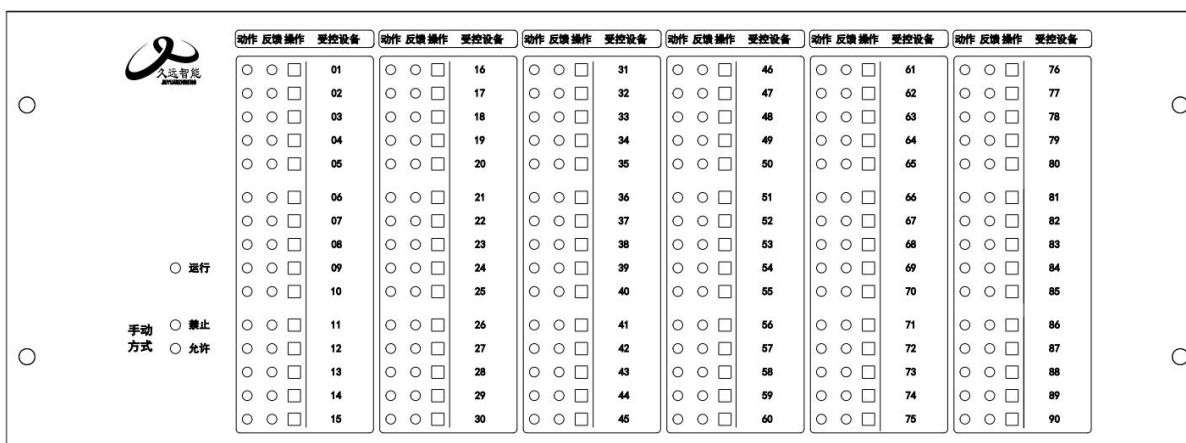 久远智能
动作 反馈 操作 受控设备 动作 反馈 操作 受控设备 动作 反馈 操作 受控设备 动作 反馈 操作 受控设备 动作 反馈 操作 受控设备 动作 反馈 操作 受控设备
01 16 31 46 61 76
02 17 32 47 62 77
03 18 33 48 63 78
04 19 34 49 64 79
05 20 35 50 65 80
06 21 36 51 66 81
07 22 37 52 67 82
08 23 38 53 68 83
运行 09 24 39 54 69 84
10 25 40 55 70 85
手动 禁止 11 26 41 56 71 86
方式 允许 12 27 42 57 72 87
13 28 43 58 73 88
14 29 44 59 74 89
15 30 45 60 75 90